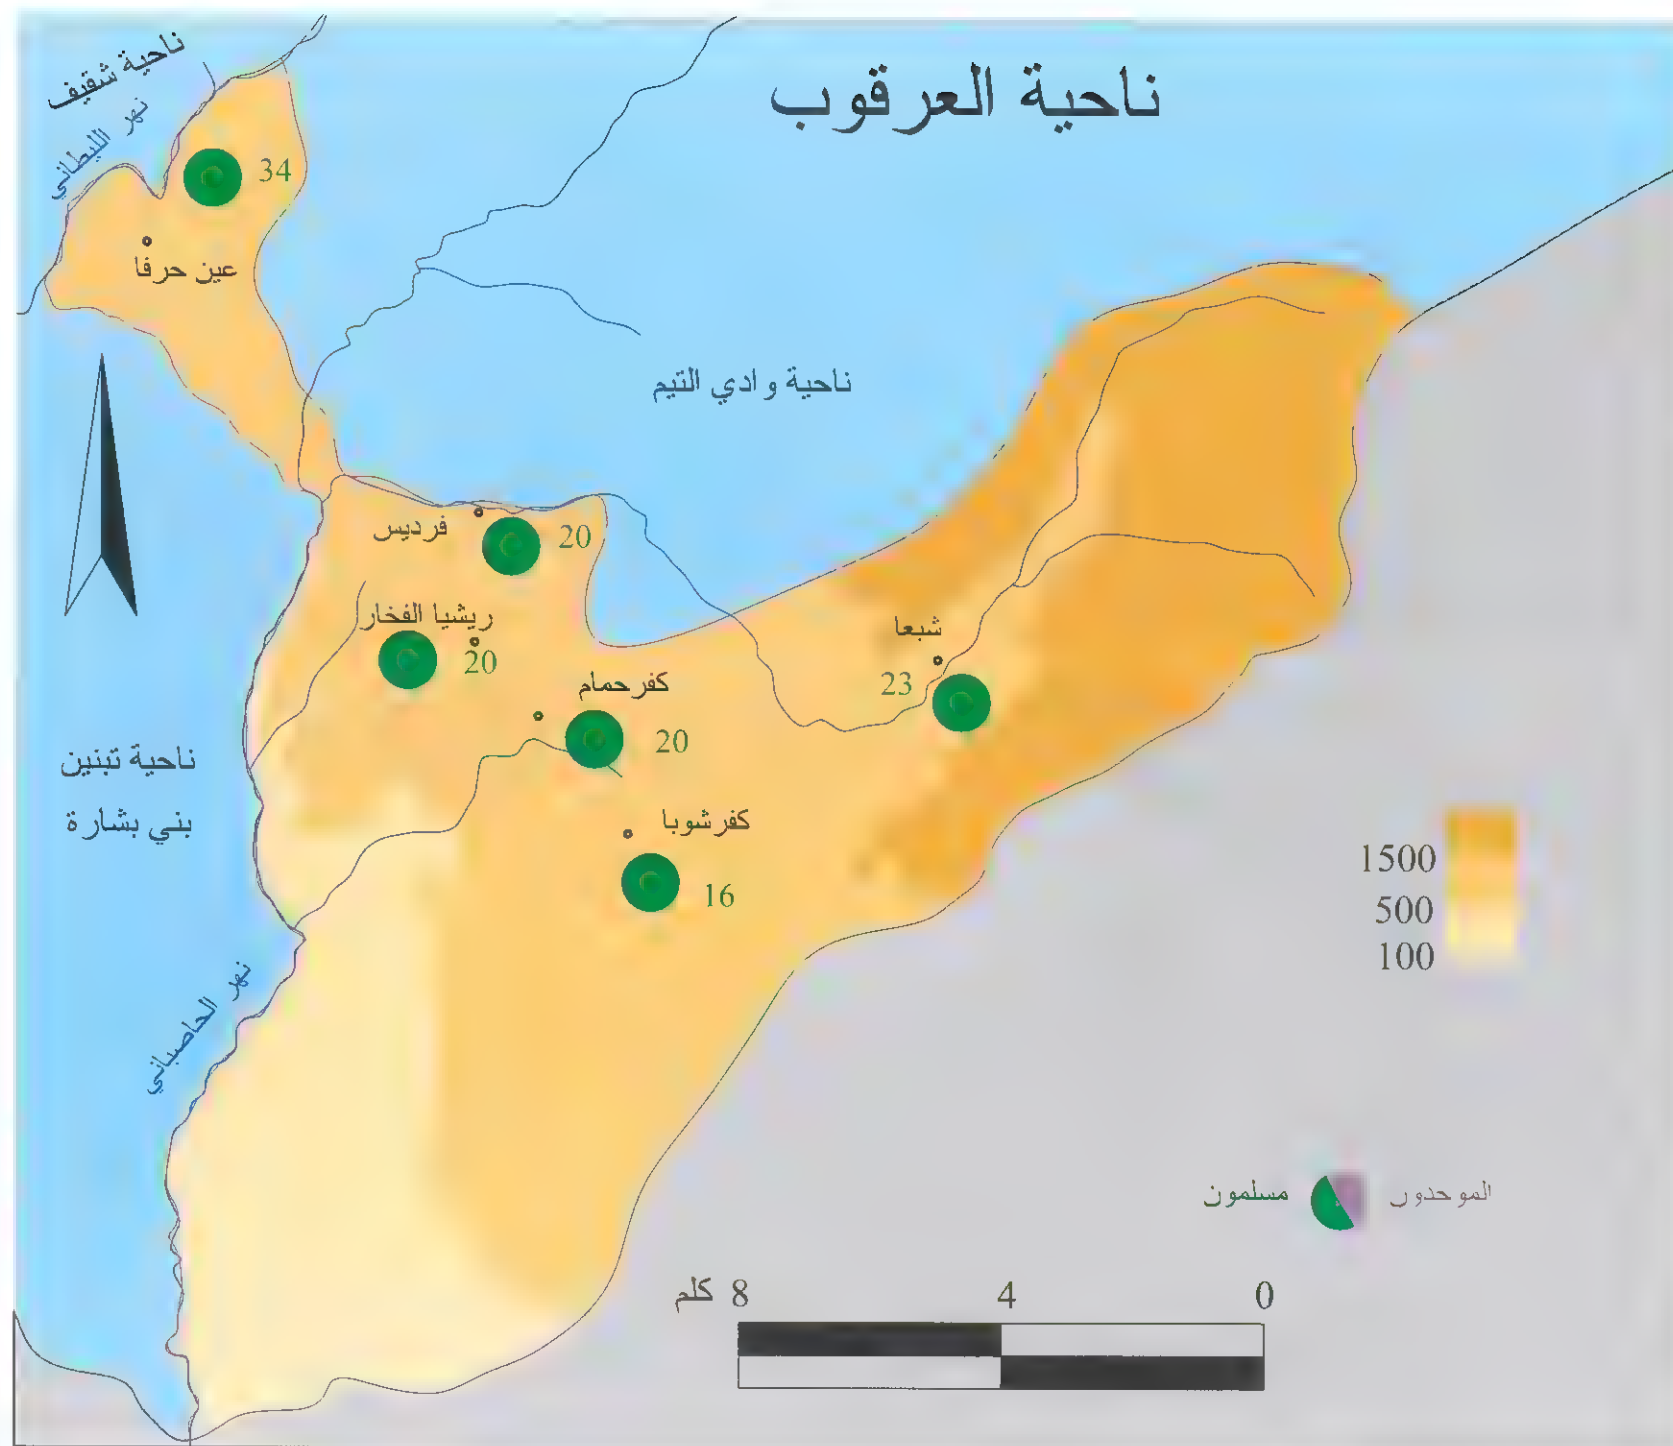 ناحية شقيف
ناحية العرقوب
نهر الليطاني
34
عين حرفا
ناحية وادي التيم
فرديس
20
ريشيا الفخار
20
شبعا
23
كفرحمام
20
ناحية تبنين
بني بشارة
كفرشوبا
16
1500
500
100
نهر الحاصباني
الموحدون
مسلمون
0 4 8 كلم